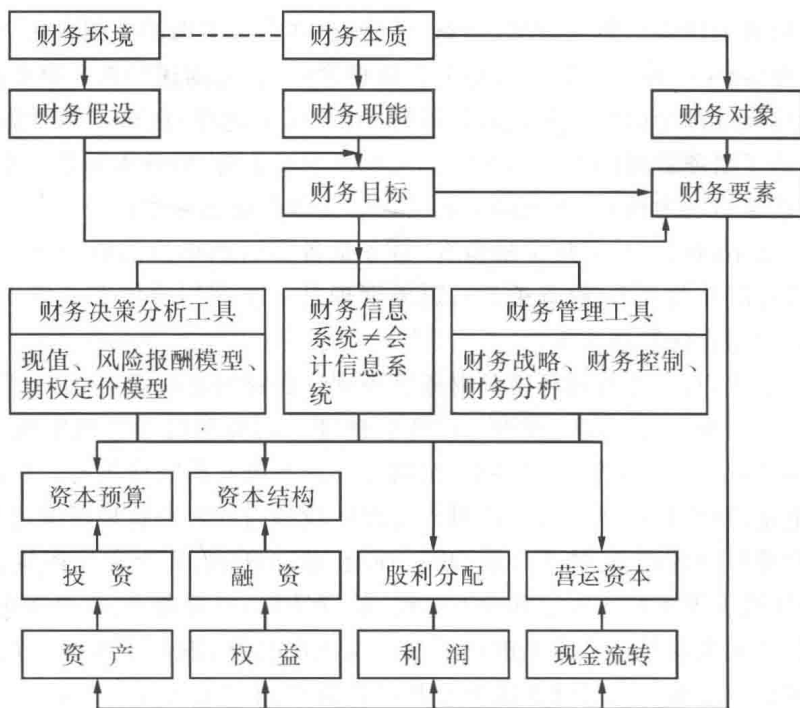 财务环境
财务本质
财务假设
财务职能
财务对象
财务目标
财务要素
财务决策分析工具
现值、风险报酬模型、
期权定价模型
财务信息
系统≠会
计信息系
统
财务管理工具
财务战略、财务控制、
财务分析
资本预算
资本结构
投 资
融 资
股利分配
营运资本
资 产
权 益
利 润
现金流转